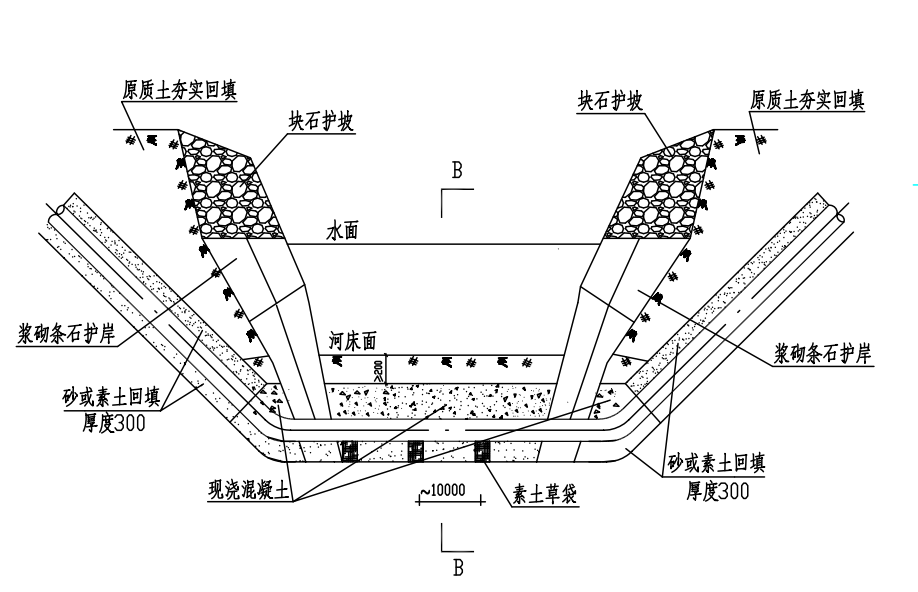 原质土夯实回填
块石护坡
块石护坡
原质土夯实回填
B
水面
浆砌条石护岸
河床面
≥200
浆砌条石护岸
砂或素土回填
厚度300
砂或素土回填
厚度300
现浇混凝土
~10000
素土草袋
B